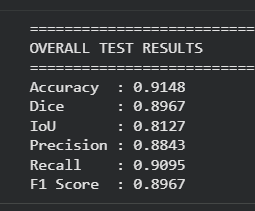 ==========================
OVERALL TEST RESULTS
==========================
Accuracy  : 0.9148
Dice      : 0.8967
IoU       : 0.8127
Precision : 0.8843
Recall    : 0.9095
F1 Score  : 0.8967